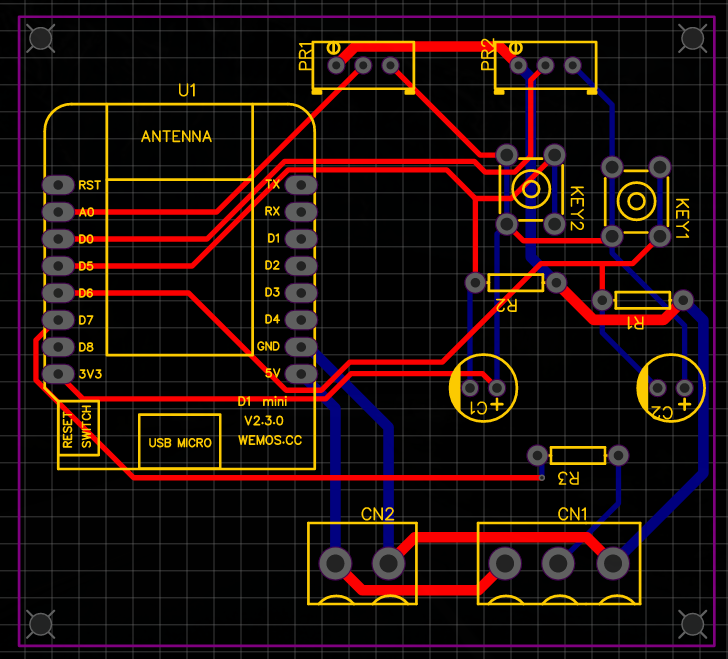 PR1
PR2
U1
ANTENNA
RST
TX
A0
RX
D0
D1
D5
D2
D6
D3
D7
D4
D8
GND
3V3
5V
KEY2
KEY1
R2
R1
C1
+
C2
+
D1 mini
V2.3.0
WEMOS.CC
RESET
SWITCH
USB MICRO
R3
CN2
CN1